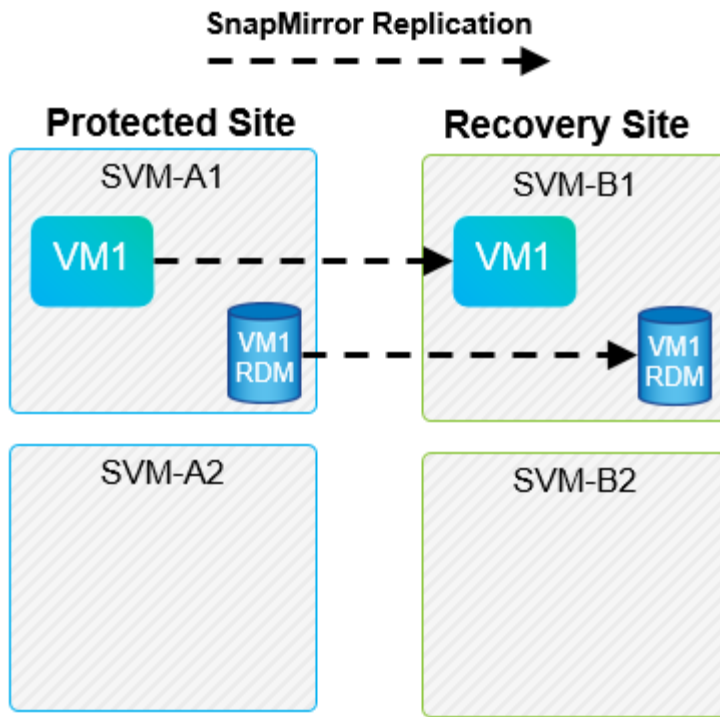 SnapMirror Replication
Protected Site
Recovery Site
SVM-A1
SVM-B1
VM1
VM1
VM1
RDM
VM1
RDM
SVM-A2
SVM-B2